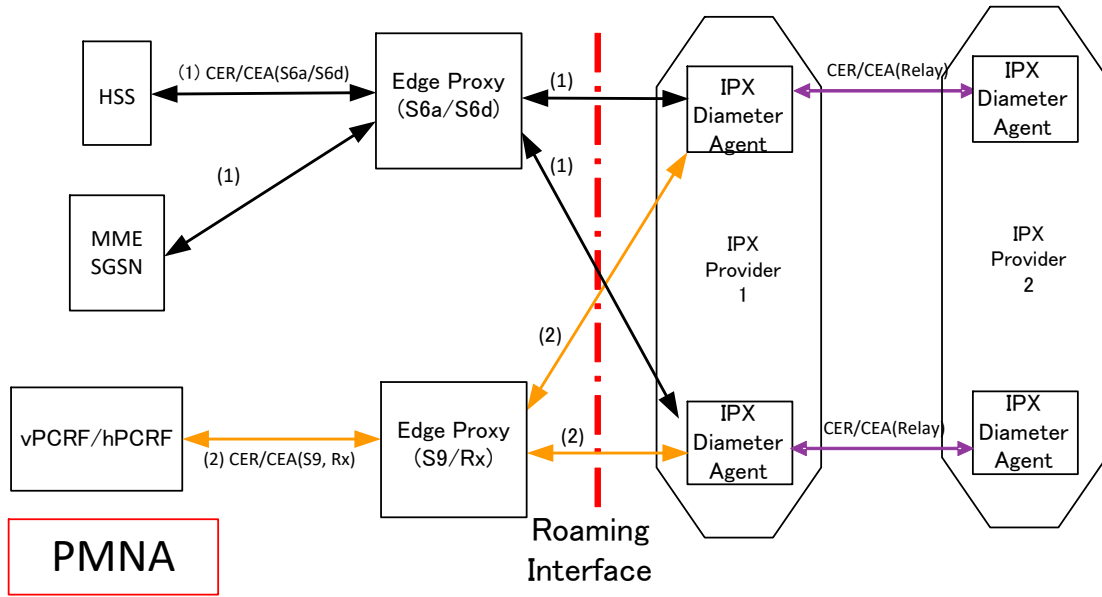 HSS
(1) CER/CEA(S6a/S6d)
Edge Proxy
(S6a/S6d)
(1)
(1)
(1)
MME
SGSN
IPX
Diameter
Agent
CER/CEA(Relay)
IPX
Diameter
Agent
IPX
Provider
1
IPX
Provider
2
vPCRF/hPCRF
(2) CER/CEA(S9, Rx)
Edge Proxy
(S9/Rx)
(2)
(2)
IPX
Diameter
Agent
CER/CEA(Relay)
IPX
Diameter
Agent
PMNA
Roaming
Interface